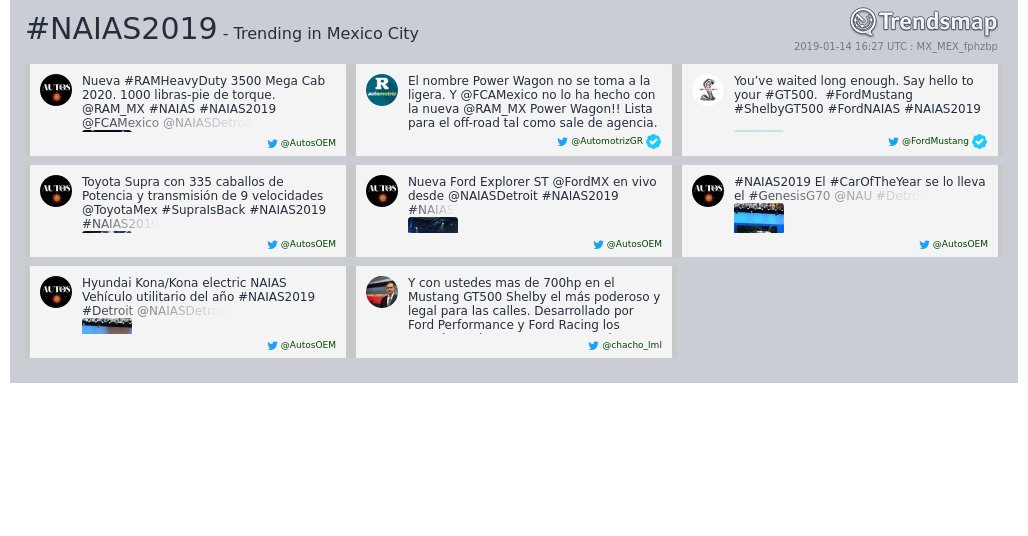 #NAIAS2019 - Trending in Mexico City
Trendsmap
2019-01-14 16:27 UTC : MX_MEX_fphzbp
AUTOS
Nueva #RAMHeavyDuty 3500 Mega Cab
2020. 1000 libras-pie de torque.
@RAM_MX #NAIAS #NAIAS2019
@FCAMexico @NAIASDetroi
@AutosOEM
R
automotriz
El nombre Power Wagon no se toma a la
ligera. Y @FCAMexico no lo ha hecho con
la nueva @RAM_MX Power Wagon!! Lista
para el off-road tal como sale de agencia.
@AutomotrizGR
You’ve waited long enough. Say hello to
your #GT500.  #FordMustang
#ShelbyGT500 #FordNAIAS #NAIAS2019
@FordMustang
AUTOS
Toyota Supra con 335 caballos de
Potencia y transmisión de 9 velocidades
@ToyotaMex #SupraIsBack #NAIAS2019
#NAIAS2019
@AutosOEM
AUTOS
Nueva Ford Explorer ST @FordMX en vivo
desde @NAIASDetroit #NAIAS2019
#NAIAS
@AutosOEM
AUTOS
#NAIAS2019 El #CarOfTheYear se lo lleva
el #GenesisG70 @NAU #Detroi
@AutosOEM
AUTOS
Hyundai Kona/Kona electric NAIAS
Vehículo utilitario del año #NAIAS2019
#Detroit @NAIASDetroi
@AutosOEM
Y con ustedes mas de 700hp en el
Mustang GT500 Shelby el más poderoso y
legal para las calles. Desarrollado por
Ford Performance y Ford Racing los
@chacho_lml